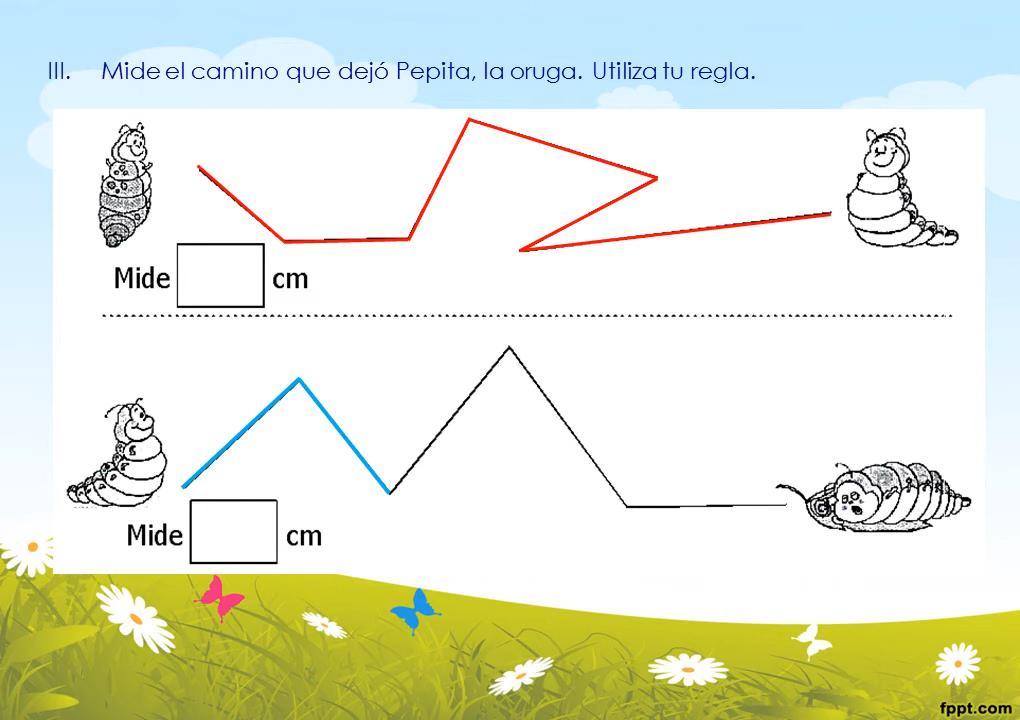 III. Mide el camino que dejó Pepita, la oruga. Utiliza tu regla.
Mide cm
Mide cm
fppt.com